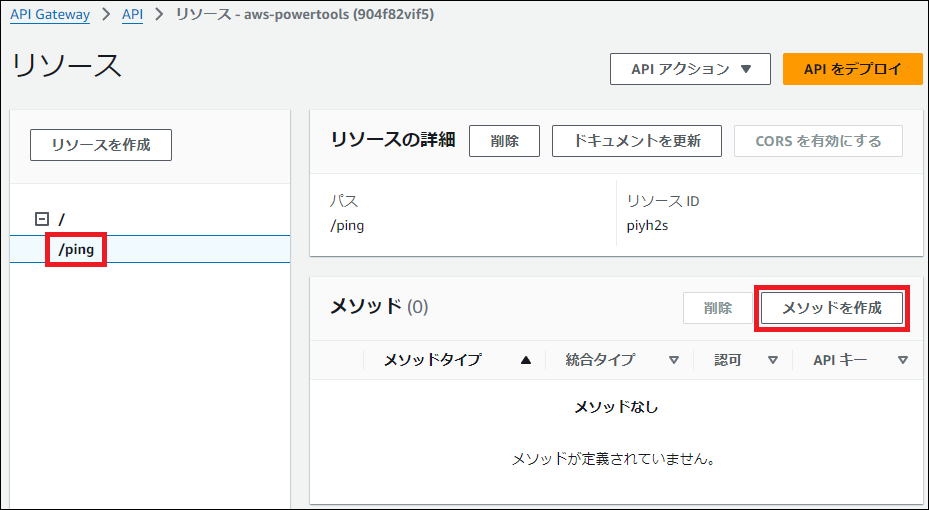 API Gateway > API > リソース - aws-powertools (904f82vif5)
リソース
API アクション ▼
API をデプロイ
リソースを作成
/
/ping
リソースの詳細
削除
ドキュメントを更新
CORS を有効にする
パス
/ping
リソース ID
piyh2s
メソッド (0)
削除
メソッドを作成
メソッドタイプ ▲ 統合タイプ ▽ 認可 ▽ API キー ▽
メソッドなし
メソッドが定義されていません。